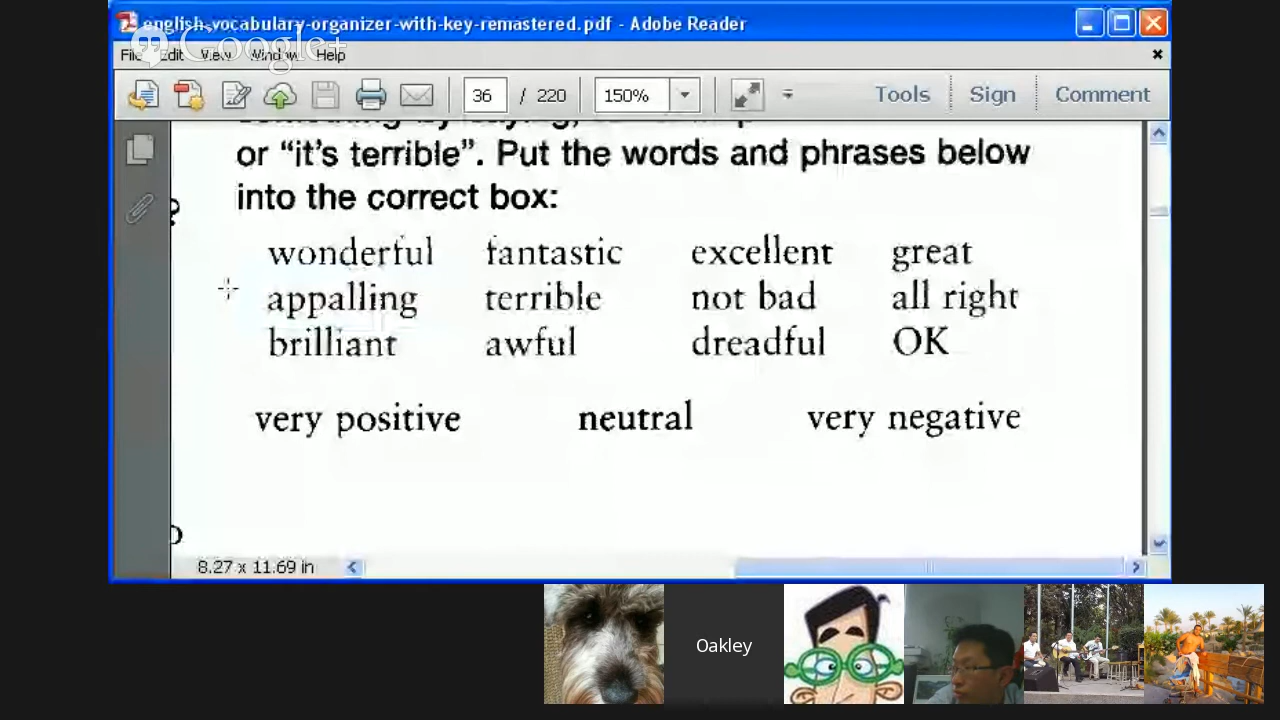 english_vocabulary-organizer-with-key-remastered.pdf - Adobe Reader
Google+
File Edit View Window Help
36 / 220 150% Tools Sign Comment
or “it's terrible”. Put the words and phrases below
into the correct box:
wonderful fantastic excellent great
appalling terrible not bad all right
brilliant awful dreadful OK
very positive neutral very negative
8.27 x 11.69 in
Oakley